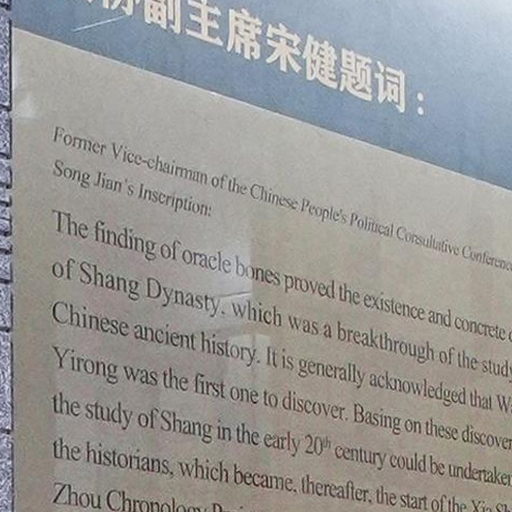 协副主席宋健题词：
Former Vice-chairman of the Chinese People's Political Consultative Conference
Song Jian's Inscription:
The finding of oracle bones proved the existence and concrete
of Shang Dynasty, which was a breakthrough of the study
Chinese ancient history. It is generally acknowledged that
Yirong was the first one to discover. Basing on these
the study of Shang in the early 20th century could be
the historians, which became, thereafter, the start of the Xia
Zhou Chronology